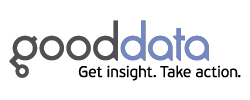 gooddata
Get insight. Take action.